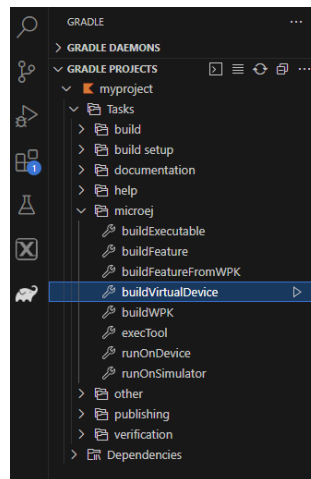 GRADLE
GRADLE DAEMONS
GRADLE PROJECTS
myproject
Tasks
build
build setup
documentation
help
microej
buildExecutable
buildFeature
buildFeatureFromWPK
buildVirtualDevice
buildWPK
execTool
runOnDevice
runOnSimulator
other
publishing
verification
Dependencies
1